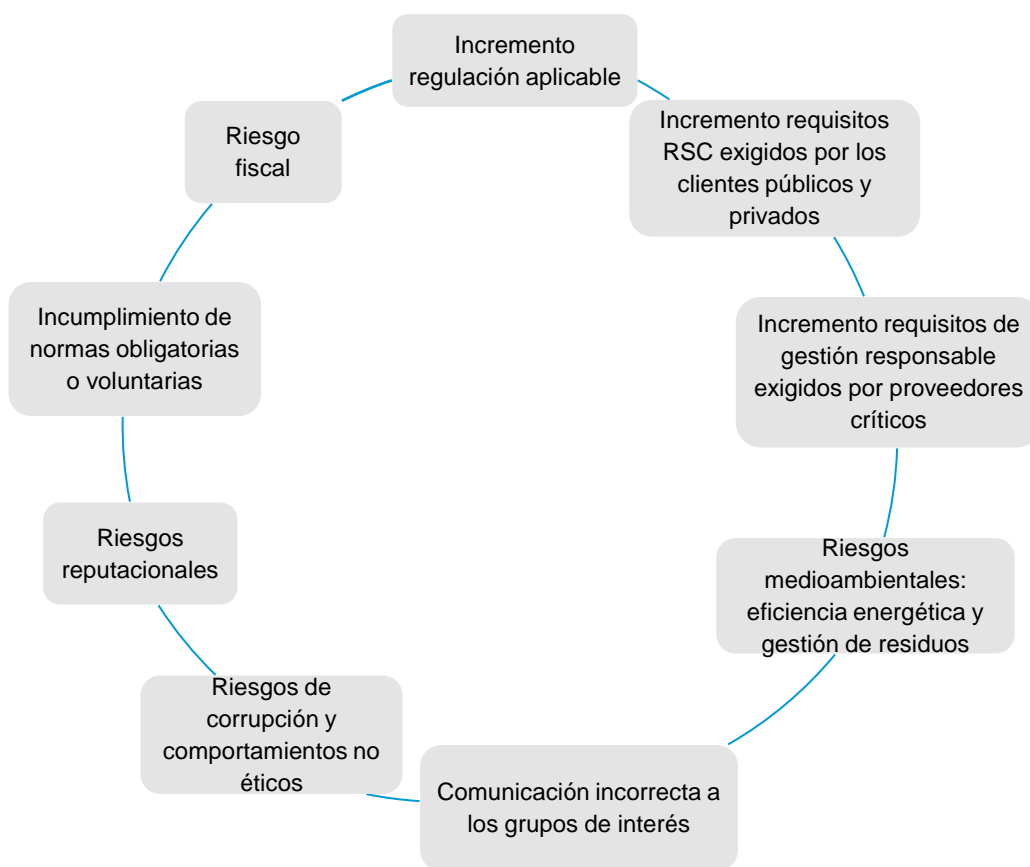 Incremento
regulación aplicable
Incremento requisitos
RSC exigidos por los
clientes públicos y
privados
Incremento requisitos de
gestión responsable
exigidos por proveedores
críticos
Riesgos
medioambientales:
eficiencia energética y
gestión de residuos
Comunicación incorrecta a
los grupos de interés
Riesgos de
corrupción y
comportamientos no
éticos
Riesgos
reputacionales
Incumplimiento de
normas obligatorias
o voluntarias
Riesgo
fiscal